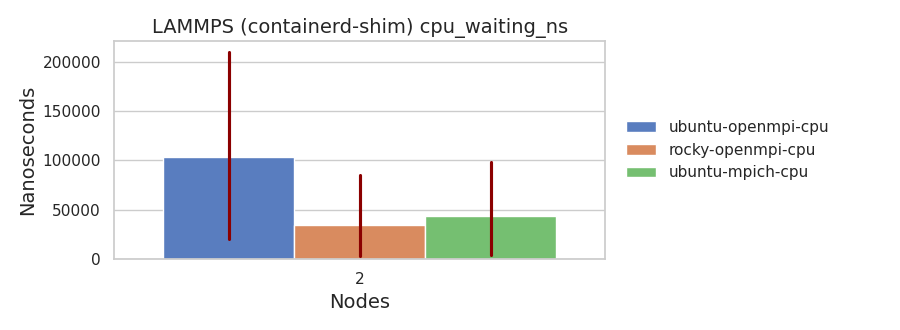 LAMMPS (containerd-shim) cpu_waiting_ns
Nanoseconds
200000
150000
100000
50000
0
2
Nodes
ubuntu-openmpi-cpu
rocky-openmpi-cpu
ubuntu-mpich-cpu